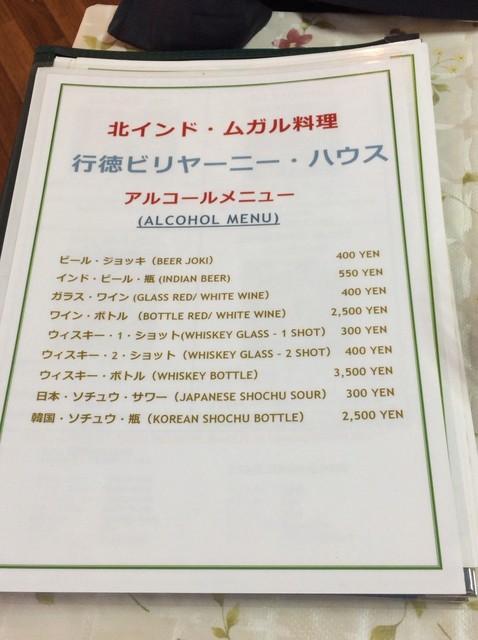 北インド・ムガル料理
行徳ビリヤーニー・ハウス
アルコールメニュー
(ALCOHOL MENU)
ビール・ジョッキ（BEER JOKI） 400 YEN
インド・ビール・瓶 (INDIAN BEER) 550 YEN
ガラス・ワイン (GLASS RED/ WHITE WINE) 400 YEN
ワイン・ボトル （BOTTLE RED/ WHITE WINE） 2,500 YEN
ウィスキー・1・ショット(WHISKEY GLASS - 1 SHOT) 300 YEN
ウィスキー・2・ショット（WHISKEY GLASS - 2 SHOT） 400 YEN
ウィスキー・ボトル（WHISKEY BOTTLE） 3,500 YEN
日本・ソチュウ・サワー（JAPANESE SHOCHU SOUR） 300 YEN
韓国・ソチュウ・瓶（KOREAN SHOCHU BOTTLE） 2,500 YEN